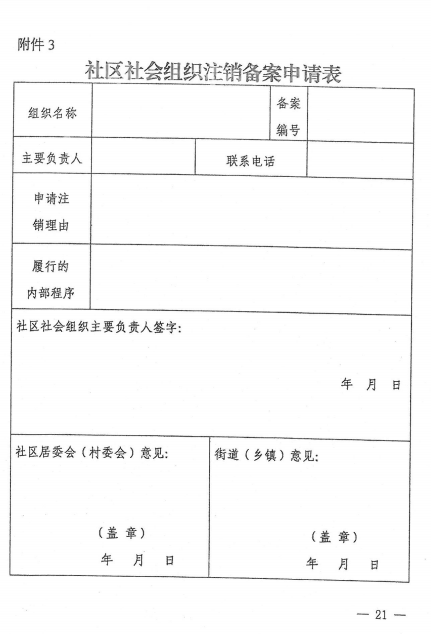 附件 3
社区社会组织注销备案申请表
组织名称
备案
编号
主要负责人
联系电话
申请注
销理由
履行的
内部程序
社区社会组织主要负责人签字:
年 月 日
社区居委会(村委会)意见:
(盖 章)
年 月 日
街道(乡镇)意见:
(盖 章)
年 月 日
— 21 —